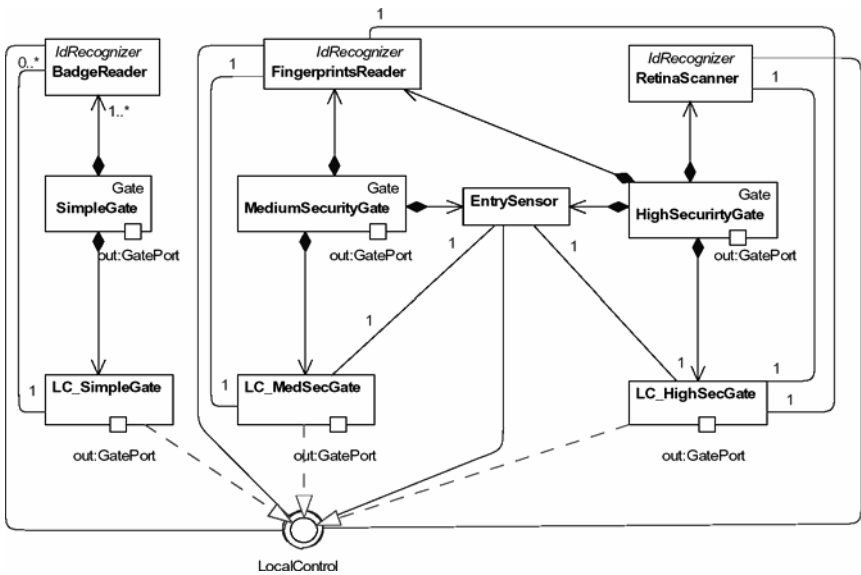 1
IdRecognizer
BadgeReader
0..*
1..*
IdRecognizer
FingerprintsReader
1
IdRecognizer
RetinaScanner
1
Gate
SimpleGate
out:GatePort
Gate
MediumSecurityGate
out:GatePort
EntrySensor
Gate
HighSecurirtyGate
out:GatePort
1
1
1
1
1
1
1
1
LC_SimpleGate
out:GatePort
LC_MedSecGate
out:GatePort
LC_HighSecGate
out:GatePort
LocalControl